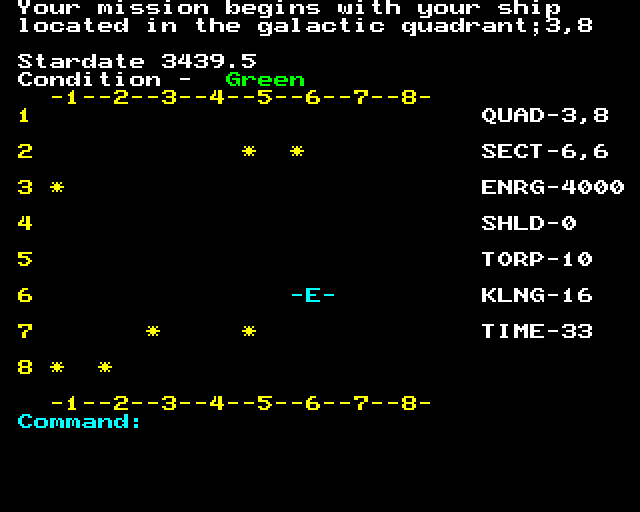 Your mission begins with your ship
located in the galactic quadrant;3,8
Stardate 3439.5
Condition - Green
-1--2--3--4--5--6--7--8-
1 QUAD-3,8
2 * * SECT-6,6
3 * ENRG-4000
4 SHLD-0
5 TORP-10
6 -E- KLNG-16
7 * * TIME-33
8 * *
-1--2--3--4--5--6--7--8-
Command: